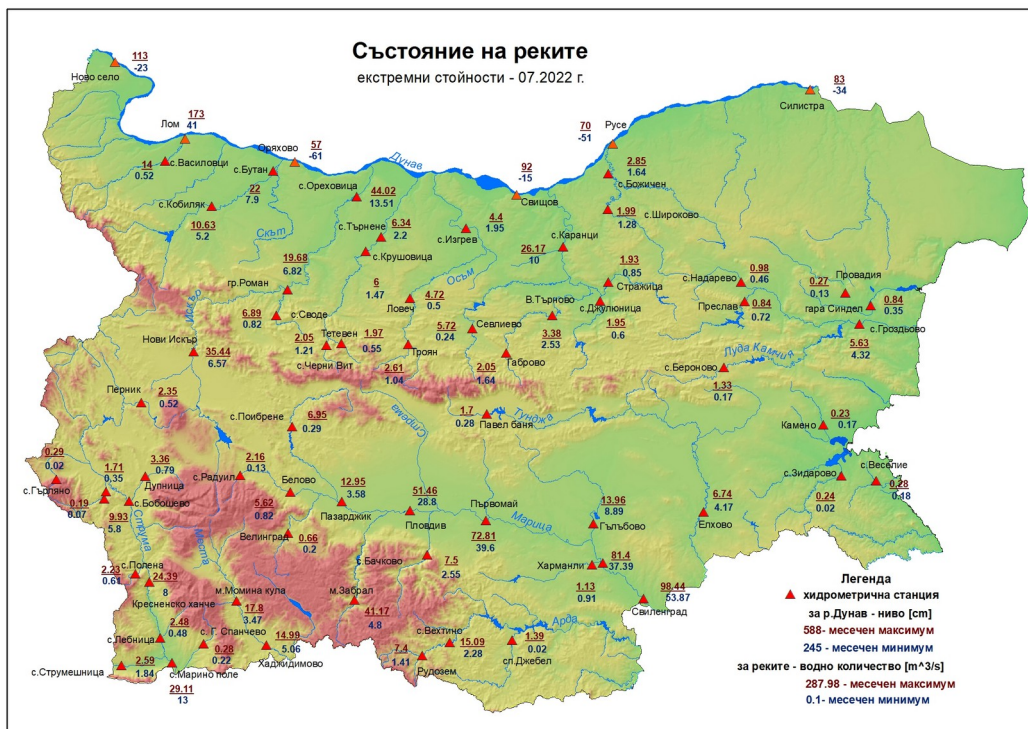 Състояние на реките
екстремни стойности - 07.2022 г.
113
-23
Ново село
83
-34
Силистра
173
41
Лом
57
-61
Оряхово
70
-51
Русе
Дунав
92
-15
Свищов
14
0.52
с.Василовци
с.Бутан
22
7.9
с.Ореховица
44.02
13.51
2.85
1.64
с.Божичен
с.Кобиляк
10.63
5.2
Скът
с.Търнене
6.34
2.2
с.Крушовица
4.4
1.95
с.Изгрев
с.Каранци
26.17
10
1.99
1.28
с.Широково
19.68
6.82
гр.Роман
6
1.47
Осъм
4.72
0.5
Ловеч
1.93
0.85
Стражица
с.Надарево
0.98
0.46
0.27
0.13
Провадия
Искър
6.89
0.82
с.Своде
5.72
0.24
Севлиево
В.Търново
с.Джулюница
Преслав
0.84
0.72
гара Синдел
0.84
0.35
с.Гроздьово
Нови Искър
35.44
6.57
2.05
1.21
Тетевен
1.97
0.55
с.Черни Вит
2.61
1.04
Троян
2.05
1.64
Габрово
3.38
2.53
1.95
0.6
5.63
4.32
Луда Камчия
с.Бероново
1.33
0.17
Перник
2.35
0.52
с.Поибрене
6.95
0.29
Стряма
1.7
0.28
Павел баня
Тунджа
0.23
0.17
Камено
0.29
0.02
с.Гърляно
1.71
0.35
0.19
0.07
3.36
0.79
Дупница
с.Бобошево
9.93
5.8
с.Радуил
2.16
0.13
Белово
5.62
0.82
Велинград
0.66
0.2
12.95
3.58
Пазарджик
51.46
28.8
Пловдив
Първомай
72.81
39.6
Марица
13.96
8.89
Гълъбово
6.74
4.17
Елхово
с.Зидарово
0.24
0.02
с.Веселие
0.28
0.18
Струма
Места
с.Полена
2.23
0.61
24.39
8
Кресненско ханче
м.Момина кула
17.8
3.47
м.Забрал
41.17
4.8
с.Бачково
7.5
2.55
Харманли
81.4
37.39
1.13
0.91
98.44
53.87
Свиленград
2.48
0.48
с.Лебница
с. Г. Спанчево
0.28
0.22
14.99
5.06
Хаджидимово
с.Вехтино
15.09
2.28
7.4
1.41
Рудозем
1.39
0.02
сл.Джебел
Арда
с.Струмешница
2.59
1.84
с.Марино поле
29.11
13
Легенда
хидрометрична станция
за р.Дунав - ниво [cm]
588- месечен максимум
245 - месечен минимум
за реките - водно количество [m^3/s]
287.98 - месечен максимум
0.1- месечен минимум